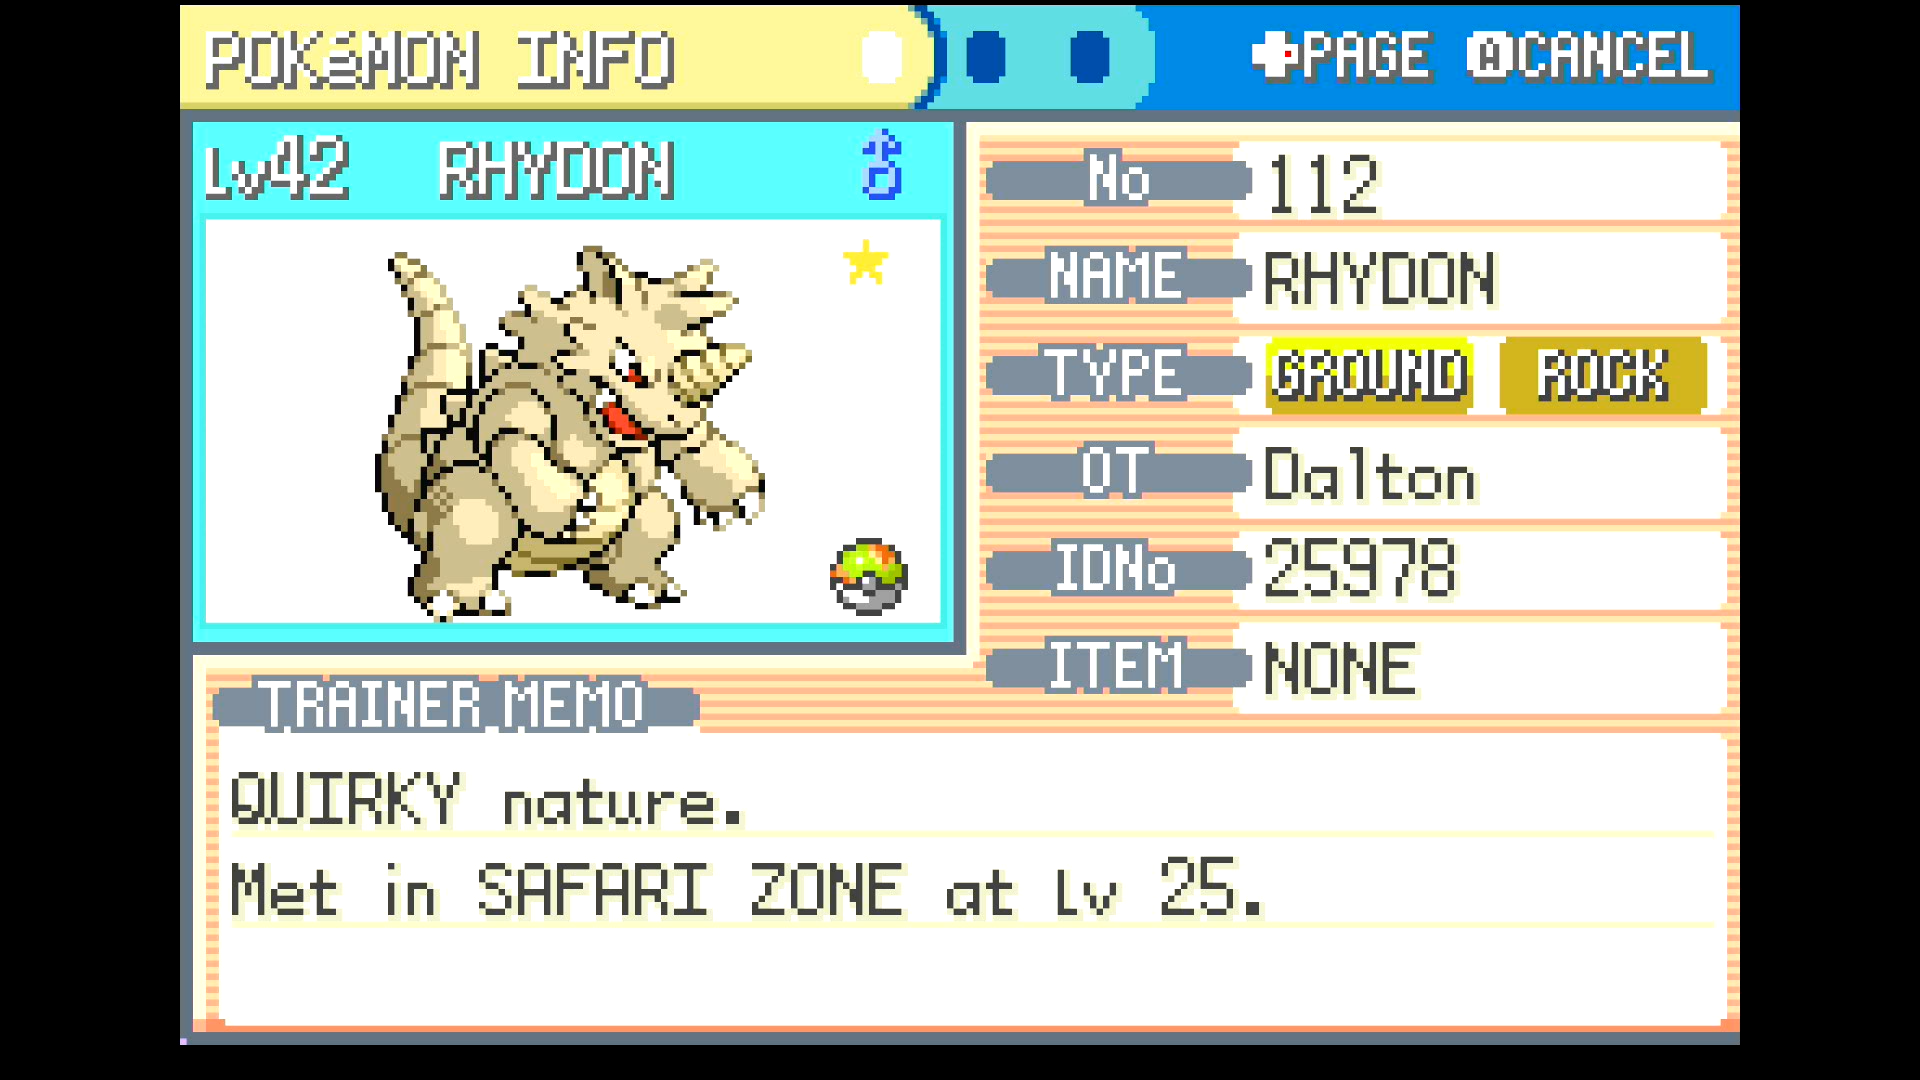 POKéMON INFO PAGE A CANCEL
Lv42 RHYDON ♂
No 112
NAME RHYDON
TYPE GROUND ROCK
OT Dalton
IDNo 25978
ITEM NONE
TRAINER MEMO
QUIRKY nature.
Met in SAFARI ZONE at Lv 25.